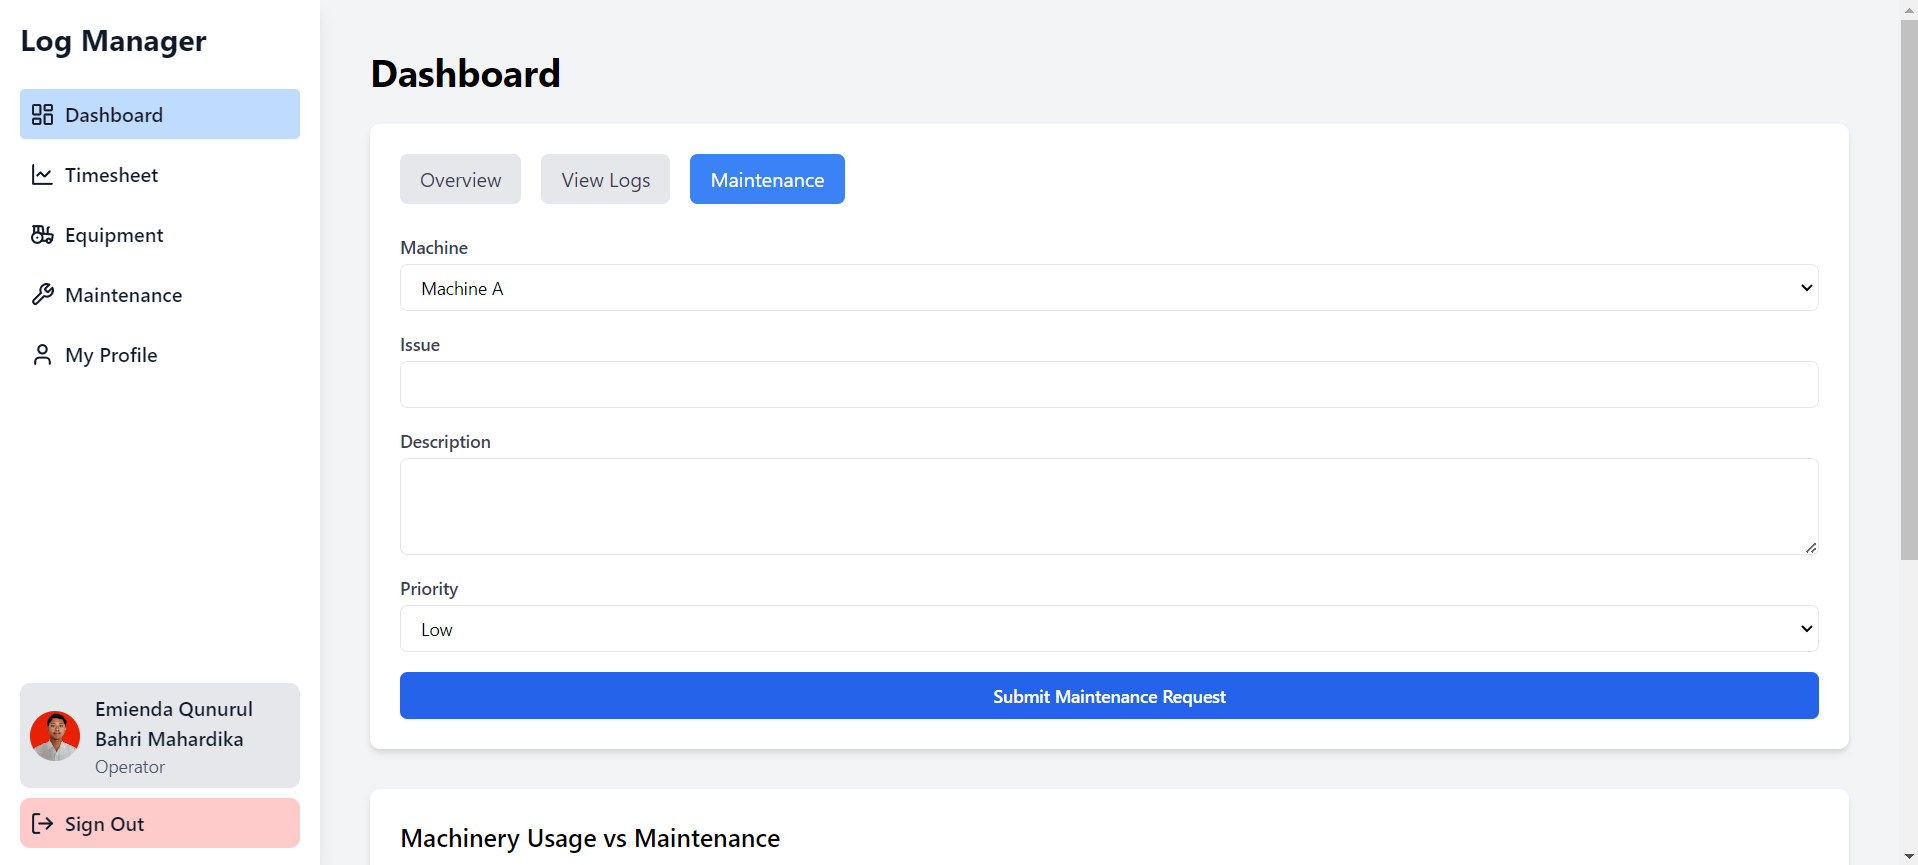 Log Manager
Dashboard
Timesheet
Equipment
Maintenance
My Profile
Emienda Qunurul
Bahri Mahardika
Operator
Sign Out
Dashboard
Overview
View Logs
Maintenance
Machine
Machine A
Issue
Description
Priority
Low
Submit Maintenance Request
Machinery Usage vs Maintenance